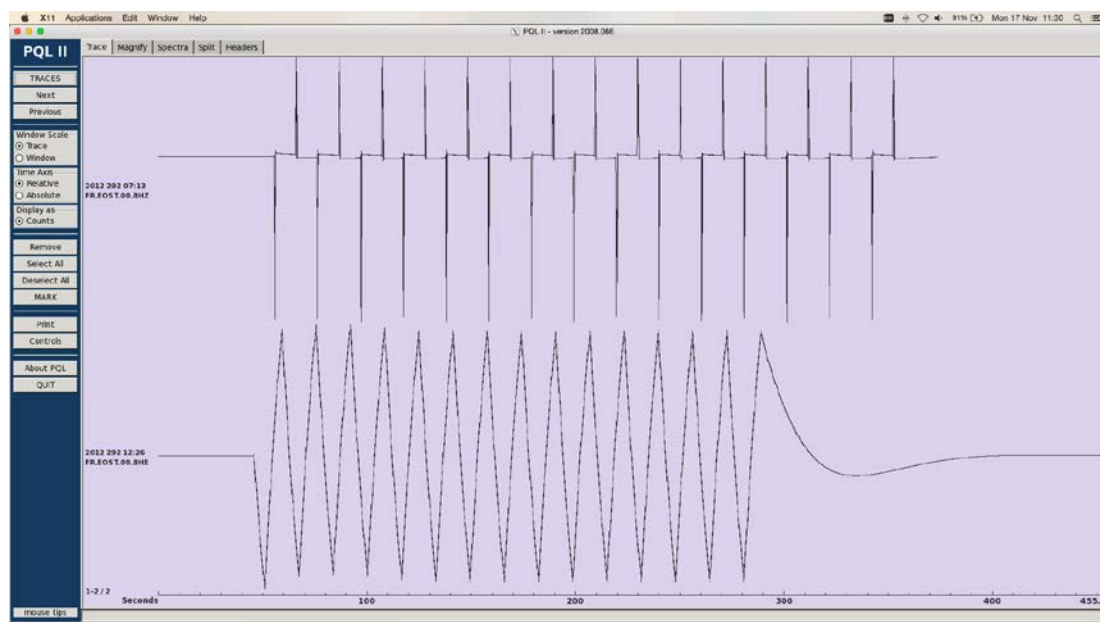 X11 Applications Edit Window Help
91% Mon 17 Nov 11:30
PQL II - version 2008.066
PQL II
Trace Magnify Spectra Split Headers
TRACES
Next
Previous
Window Scale
Trace
Window
Time Axis
Relative
Absolute
Display as
Counts
Remove
Select All
Deselect All
MARK
Print
Controls
About PQL
QUIT
mouse tips
2012 292 07:13
FR.EOST.00.BHZ
2012 292 12:26
FR.EOST.00.BHE
1-2 / 2
Seconds 100 200 300 400 455.